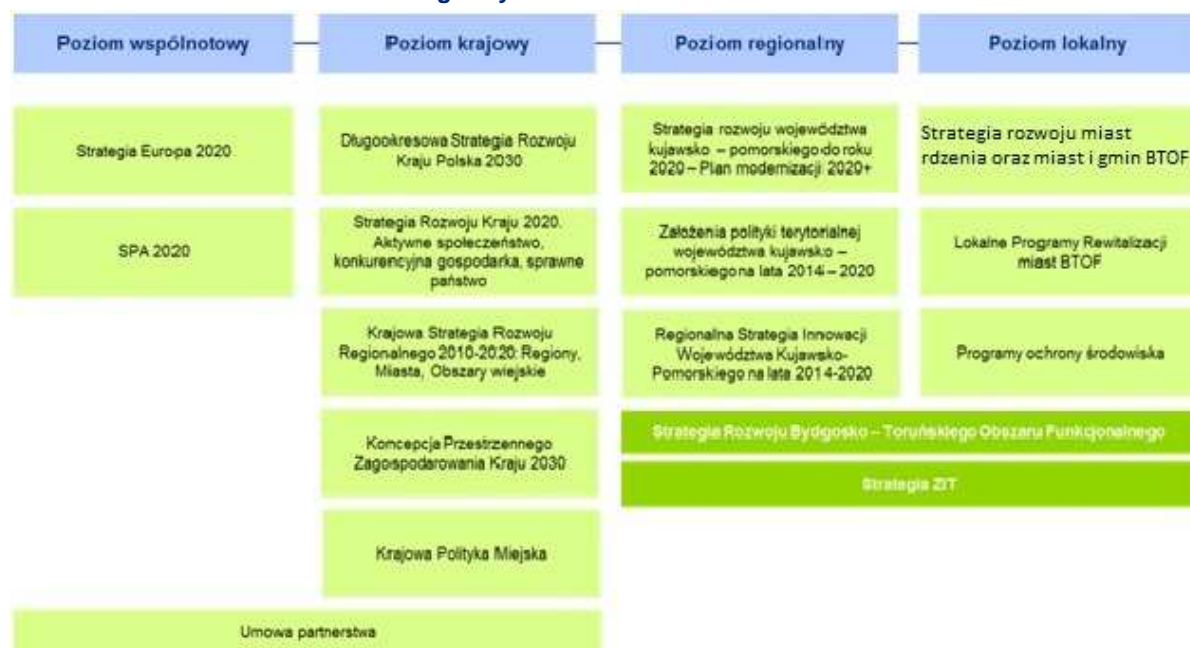 Poziom wspólnotowy
Poziom krajowy
Poziom regionalny
Poziom lokalny
Strategia Europa 2020
SPA 2020
Długookresowa Strategia Rozwoju
Kraju Polska 2030
Strategia Rozwoju Kraju 2020.
Aktywne społeczeństwo,
konkurencyjna gospodarka, sprawne
państwo
Krajowa Strategia Rozwoju
Regionalnego 2010-2020: Regiony,
Miasta, Obszary wiejskie
Koncepcja Przestrzennego
Zagospodarowania Kraju 2030
Krajowa Polityka Miejska
Umowa partnerstwa
Strategia rozwoju województwa
kujawsko – pomorskiego do roku
2020 – Plan modernizacji 2020+
Założenia polityki terytorialnej
województwa kujawsko –
pomorskiego na lata 2014 – 2020
Regionalna Strategia Innowacji
Województwa Kujawsko-
Pomorskiego na lata 2014-2020
Strategia rozwoju miast
rdzenia oraz miast i gmin BTOF
Lokalne Programy Rewitalizacji
miast BTOF
Programy ochrony środowiska
Strategia Rozwoju Bydgosko – Toruńskiego Obszaru Funkcjonalnego
Strategia ZIT